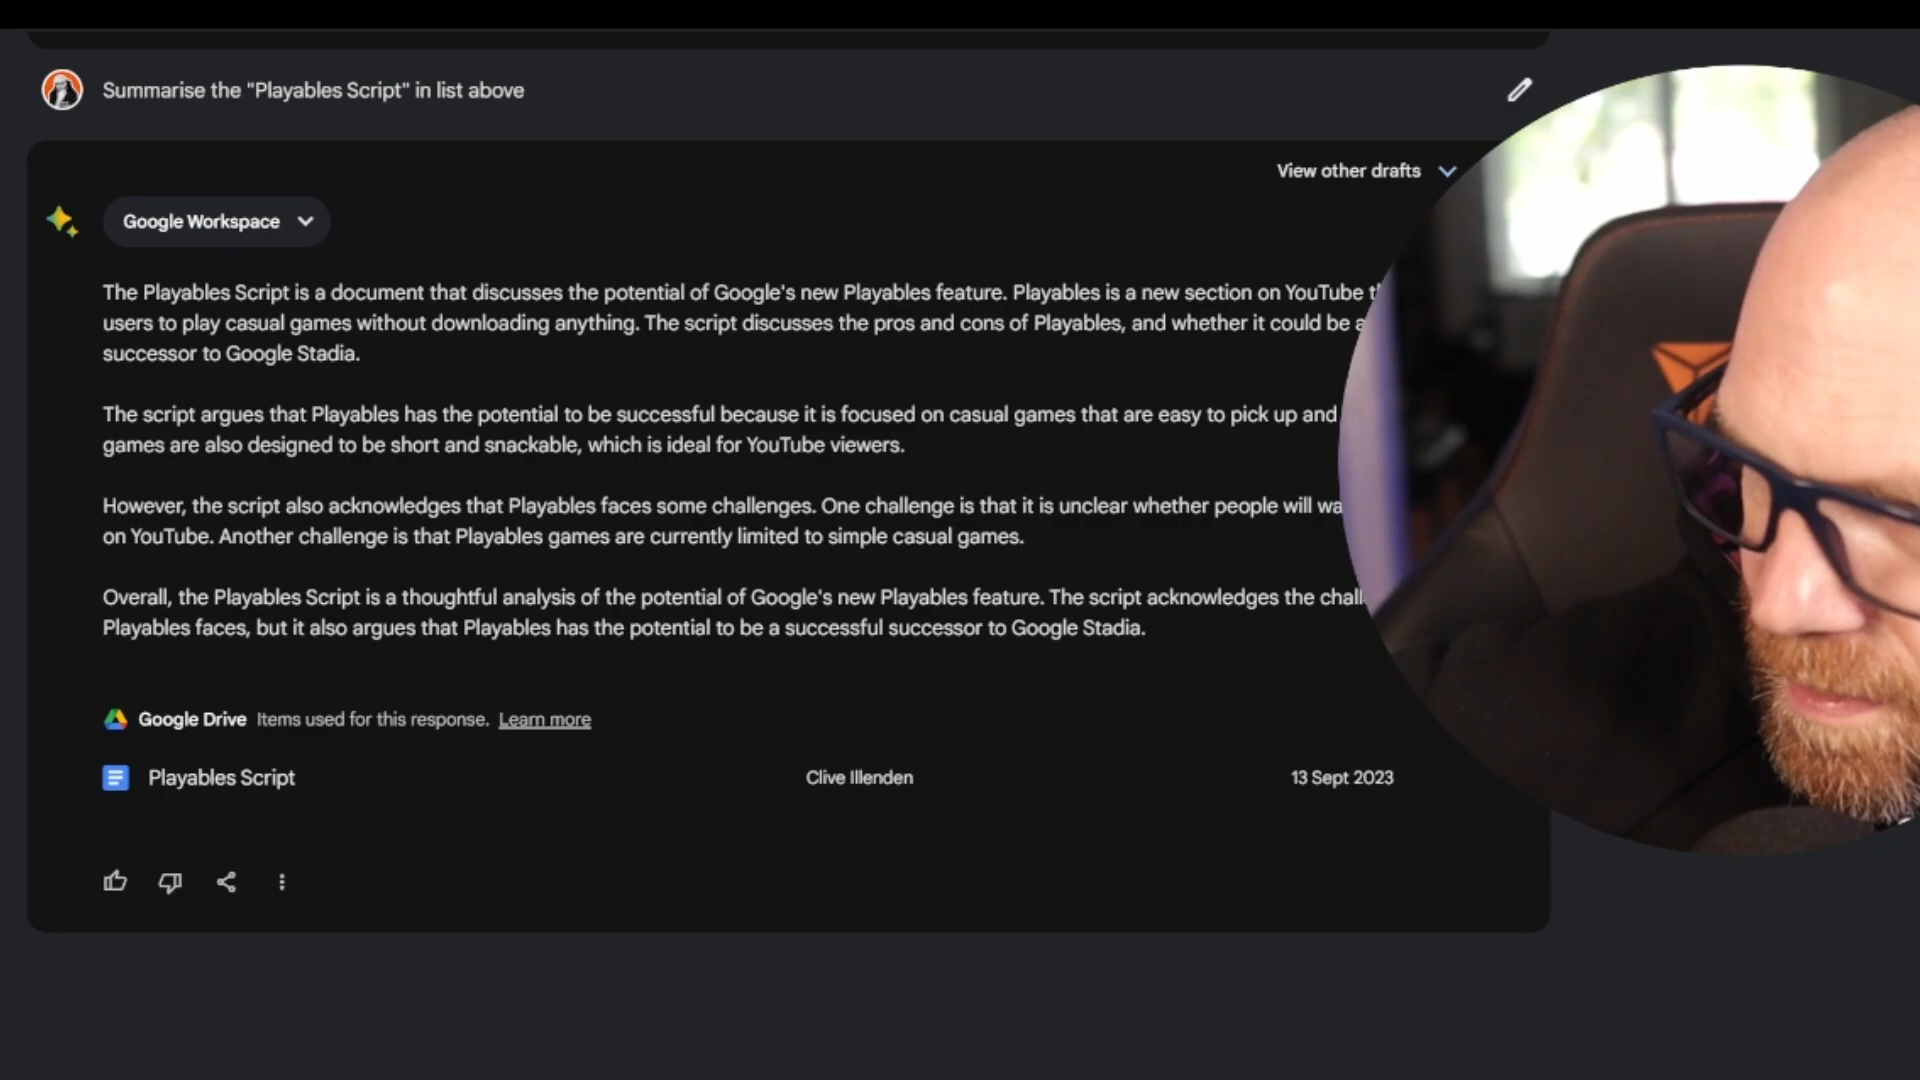 Summarise the "Playables Script" in list above
View other drafts
Google Workspace
The Playables Script is a document that discusses the potential of Google's new Playables feature. Playables is a new section on YouTube
users to play casual games without downloading anything. The script discusses the pros and cons of Playables, and whether it could be a
successor to Google Stadia.
The script argues that Playables has the potential to be successful because it is focused on casual games that are easy to pick up and
games are also designed to be short and snackable, which is ideal for YouTube viewers.
However, the script also acknowledges that Playables faces some challenges. One challenge is that it is unclear whether people will
on YouTube. Another challenge is that Playables games are currently limited to simple casual games.
Overall, the Playables Script is a thoughtful analysis of the potential of Google's new Playables feature. The script acknowledges the
Playables faces, but it also argues that Playables has the potential to be a successful successor to Google Stadia.
Google Drive Items used for this response. Learn more
Playables Script Clive Illenden 13 Sept 2023